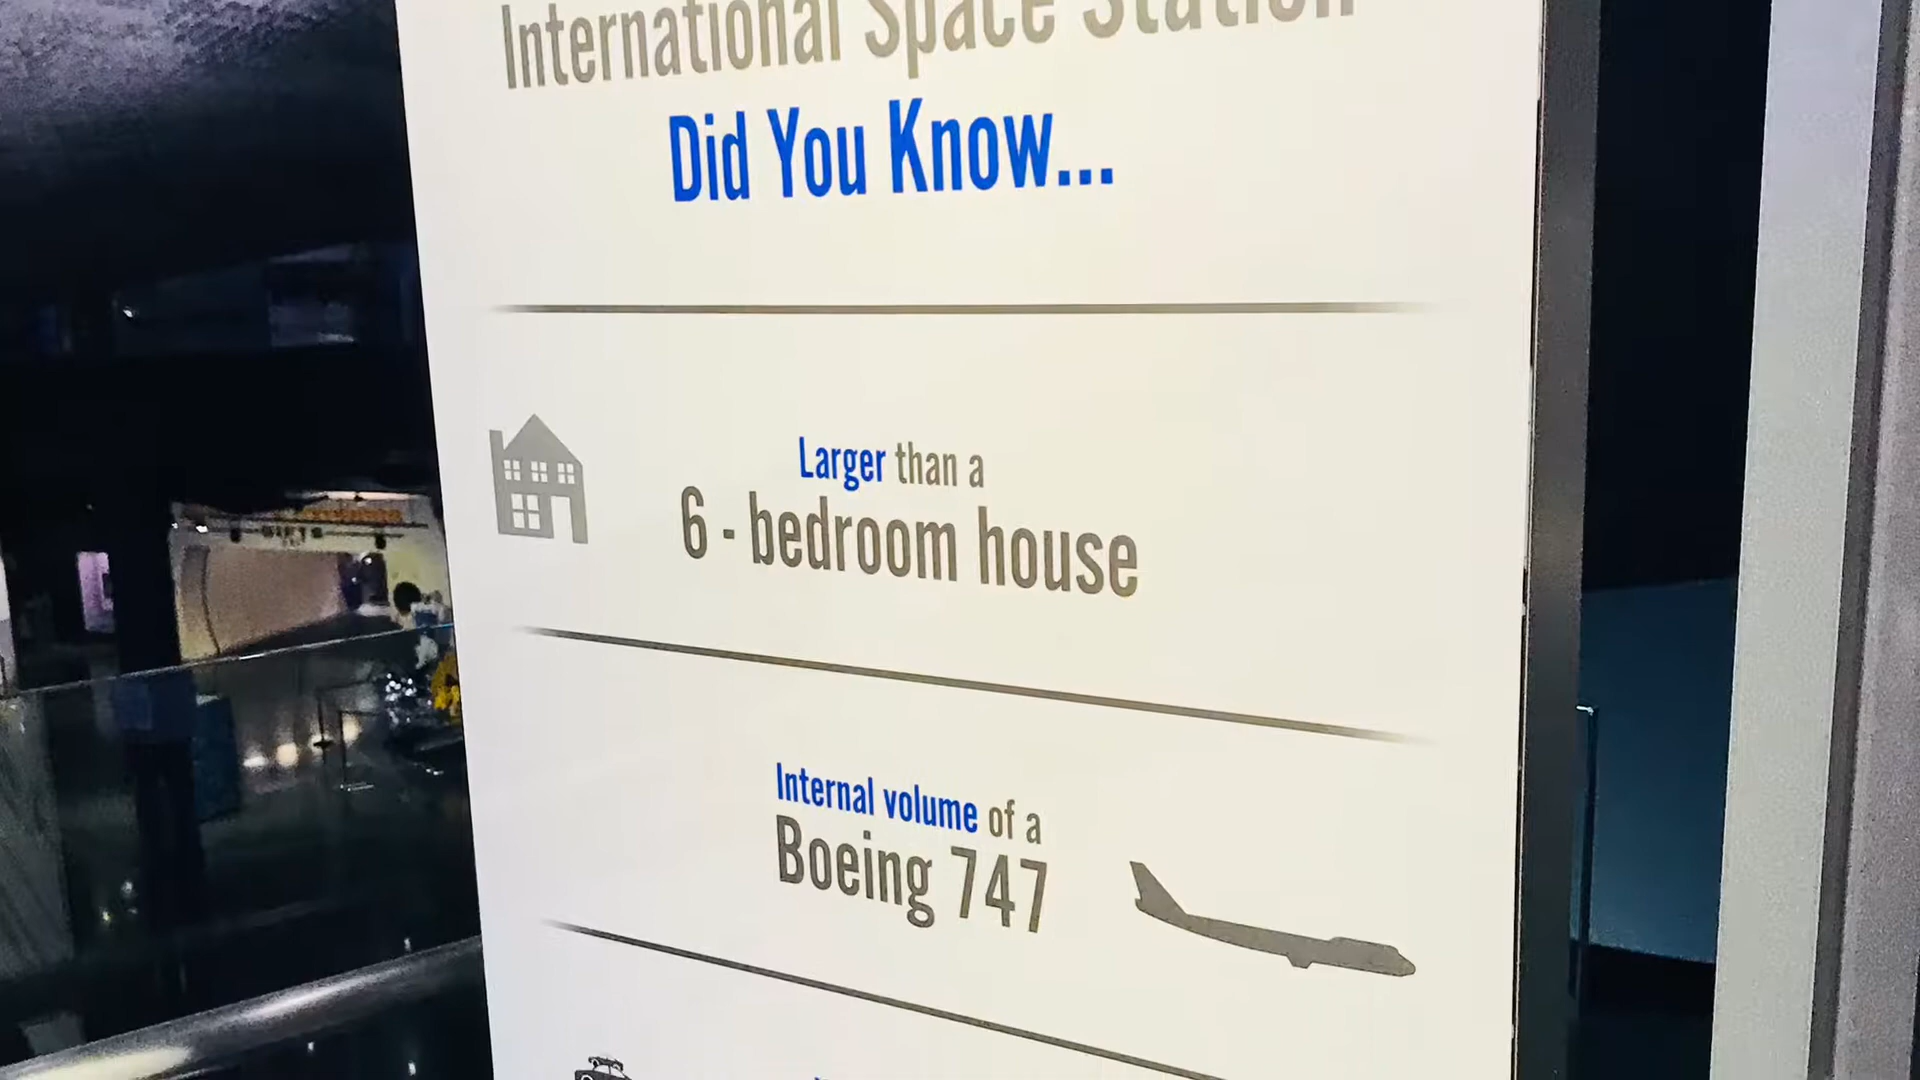 International Space Station
Did You Know...
Larger than a
6 - bedroom house
Internal volume of a
Boeing 747